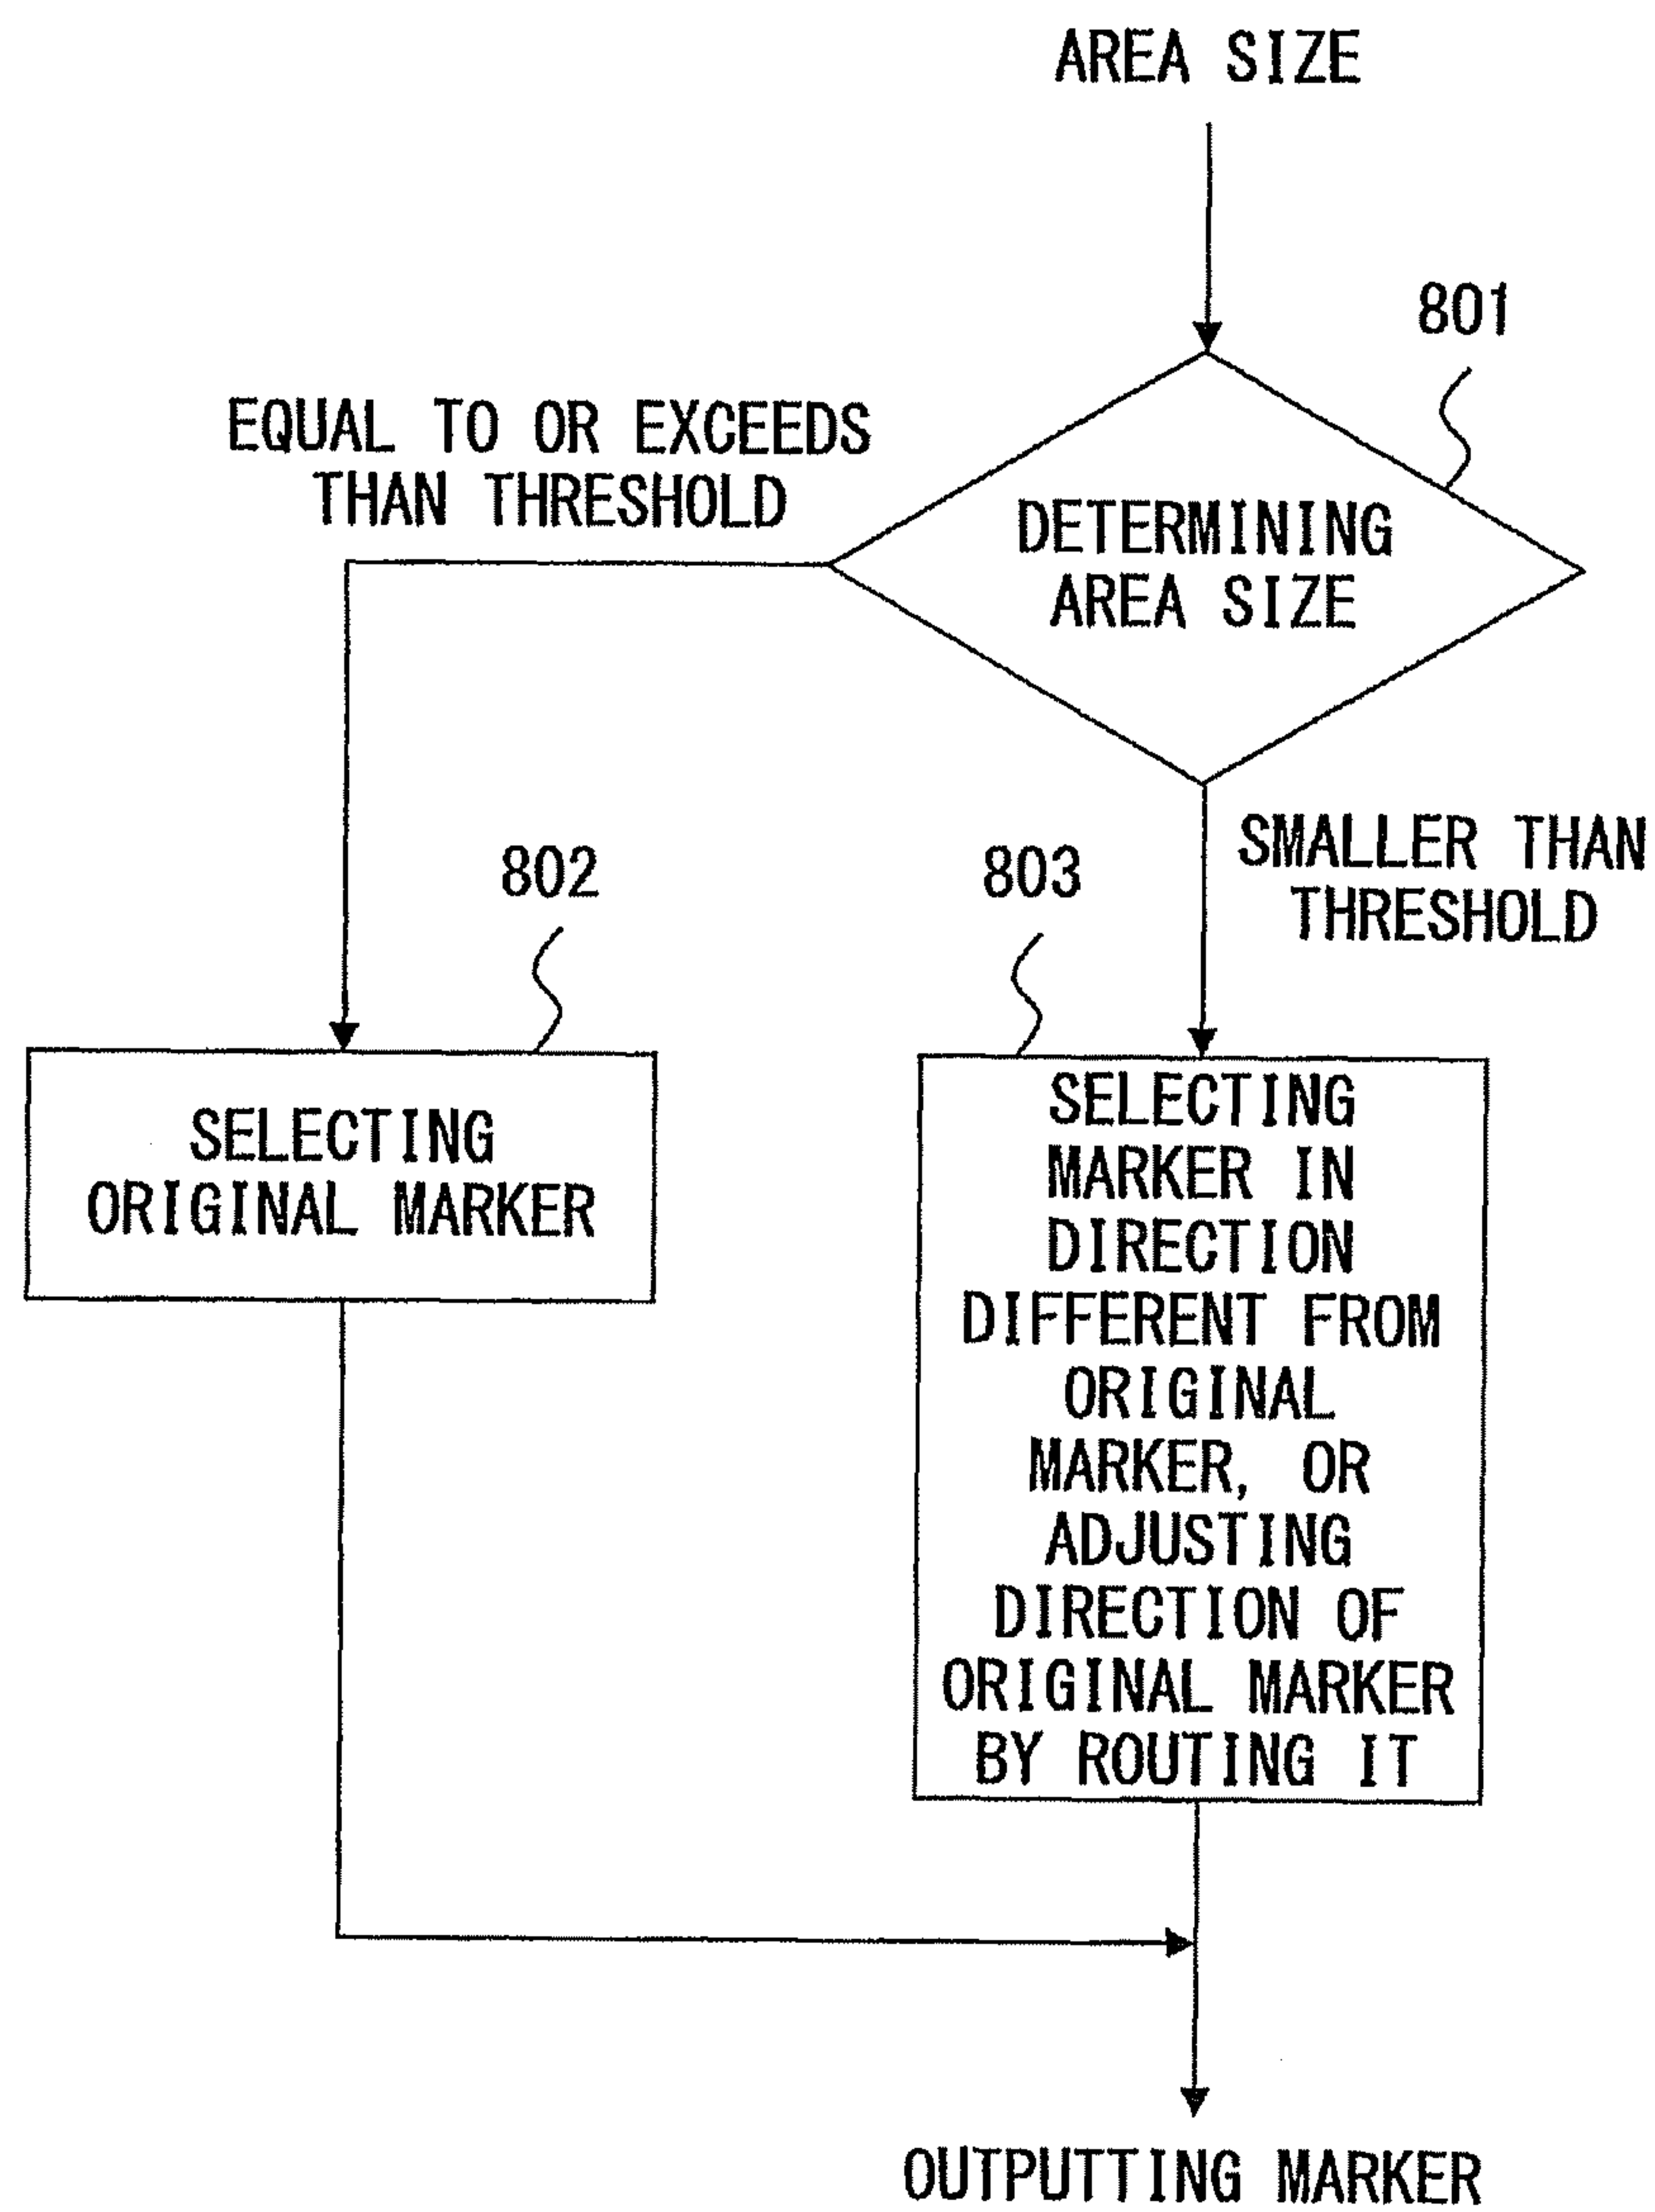 AREA SIZE
801
EQUAL TO OR EXCEEDS
THAN THRESHOLD
DETERMINING
AREA SIZE
SMALLER THAN
THRESHOLD
802
803
SELECTING
ORIGINAL MARKER
SELECTING
MARKER IN
DIRECTION
DIFFERENT FROM
ORIGINAL
MARKER, OR
ADJUSTING
DIRECTION OF
ORIGINAL MARKER
BY ROUTING IT
OUTPUTTING MARKER